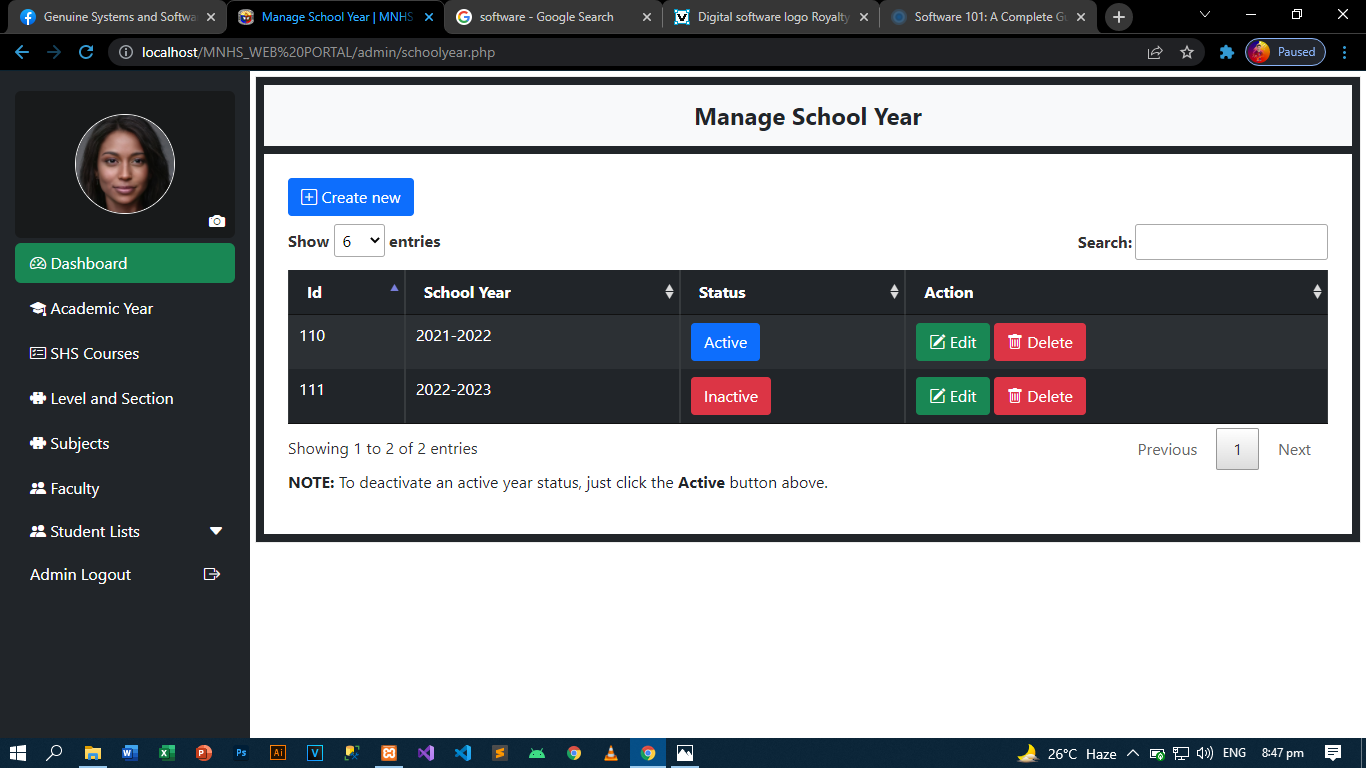 Genuine Systems and Softwa
Manage School Year | MNHS
software - Google Search
Digital software logo Royalty
Software 101: A Complete Gu
localhost/MNHS_WEB%20PORTAL/admin/schoolyear.php
Paused
Dashboard
Academic Year
SHS Courses
Level and Section
Subjects
Faculty
Student Lists
Admin Logout
Manage School Year
Create new
Show 6 entries
Search:
Id School Year Status Action
110 2021-2022 Active Edit Delete
111 2022-2023 Inactive Edit Delete
Showing 1 to 2 of 2 entries
Previous 1 Next
NOTE: To deactivate an active year status, just click the Active button above.
26°C Haze ENG 8:47 pm